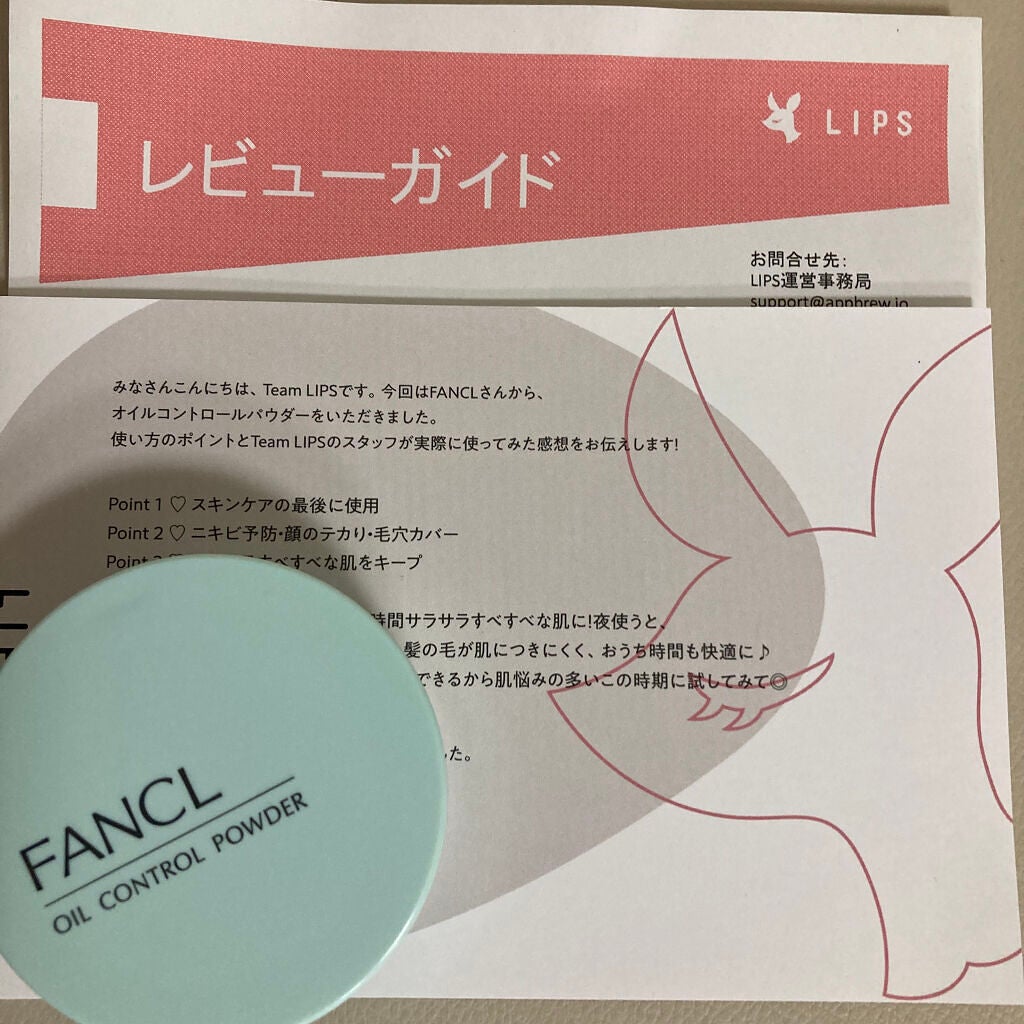 LIPS
レビューガイド
お問合せ先:
LIPS運営事務局
support@appbrew.io
みなさんこんにちは、Team LIPSです。今回はFANCLさんから、
オイルコントロールパウダーをいただきました。
使い方のポイントとTeam LIPSのスタッフが実際に使ってみた感想をお伝えします!
Point 1 ♡ スキンケアの最後に使用
Point 2 ♡ ニキビ予防・顔のテカリ・毛穴カバー
すべすべな肌をキープ
時間サラサラすべすべな肌に!夜使うと、
髪の毛が肌につきにくく、おうち時間も快適に♪
できるから肌悩みの多いこの時期に試してみて◎
した。
FANCL
OIL CONTROL POWDER